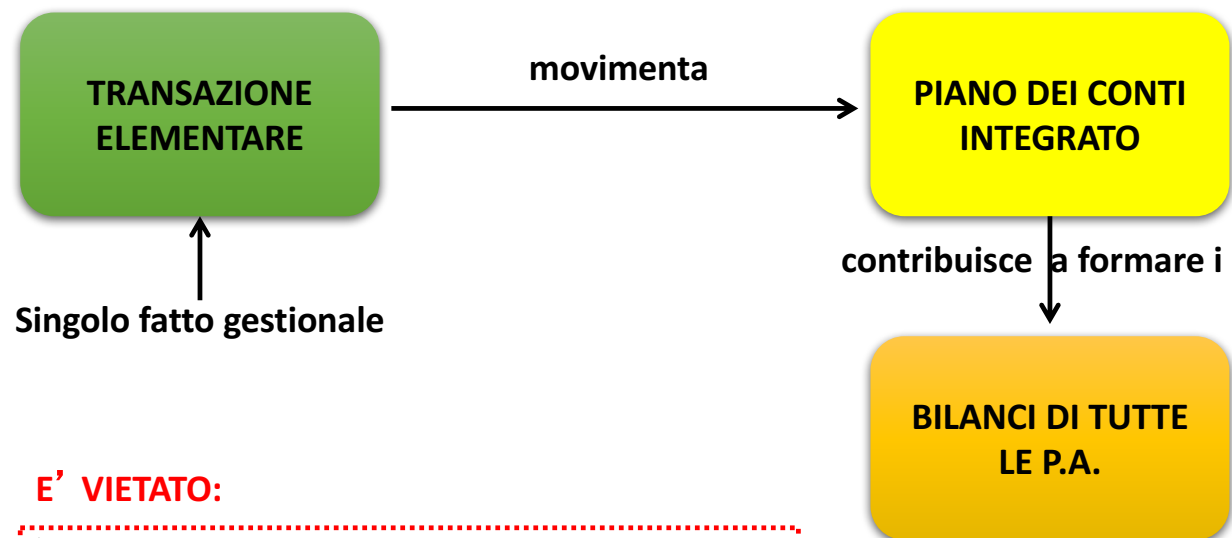 TRANSAZIONE
ELEMENTARE
movimenta
PIANO DEI CONTI
INTEGRATO
contribuisce a formare i
Singolo fatto gestionale
BILANCI DI TUTTE
LE P.A.
E’ VIETATO: